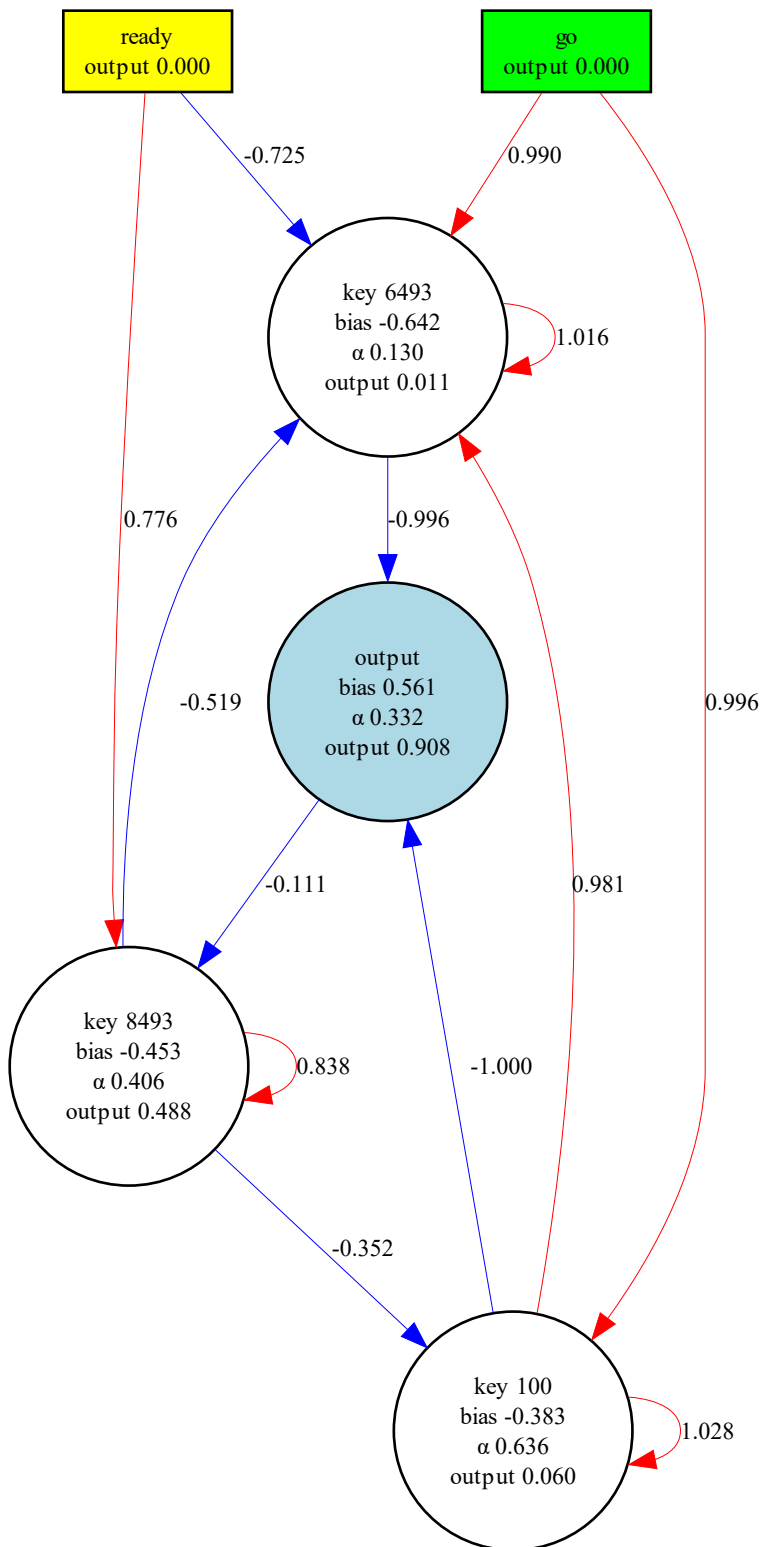 ready
output 0.000
go
output 0.000
-0.725
0.990
key 6493
bias -0.642
α 0.130
output 0.011
1.016
0.776
-0.996
output
bias 0.561
α 0.332
output 0.908
-0.519
0.996
-0.111
0.981
key 8493
bias -0.453
α 0.406
output 0.488
0.838
-1.000
-0.352
key 100
bias -0.383
α 0.636
output 0.060
1.028